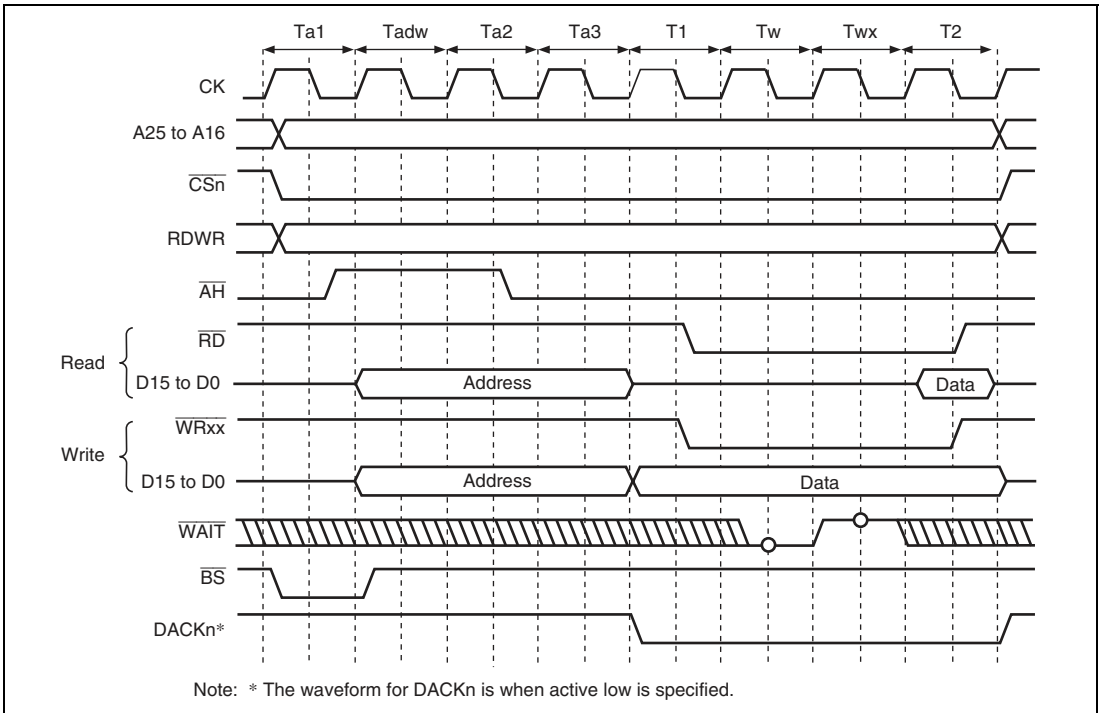 Ta1 Tadw Ta2 Ta3 T1 Tw Twx T2
CK
A25 to A16
CSn
RDWR
AH
RD
Read
D15 to D0 Address Data
WRxx
Write
D15 to D0 Address Data
WAIT
BS
DACKn*
Note: * The waveform for DACKn is when active low is specified.